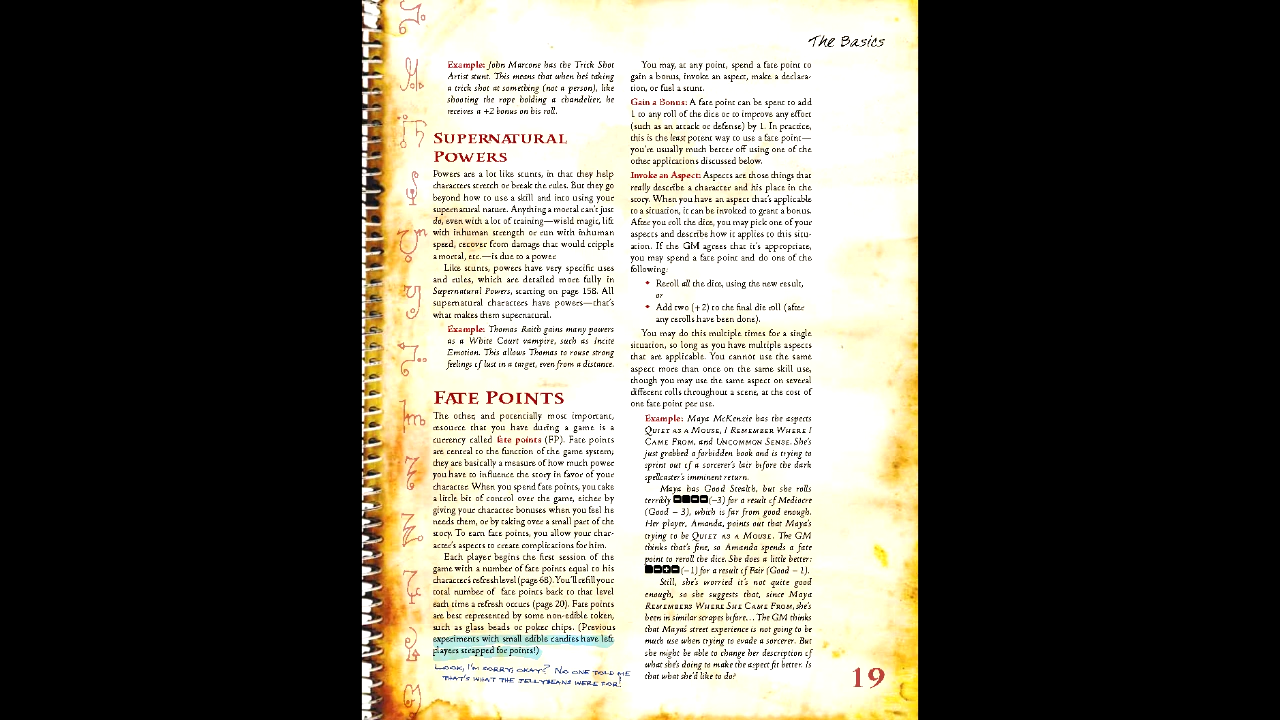 The Basics
Example: John Marcone has the Trick Shot
Artist stunt. This means that when he's taking
a trick shot at something (not a person), like
shooting the rope holding a chandelier, he
receives a +2 bonus on his roll.
Supernatural
Powers
Powers are a lot like stunts, in that they help
characters stretch or break the rules. But they go
beyond how to use a skill and into using your
supernatural nature. Anything a mortal can't just
do, even with a lot of training—wield magic, lift
with inhuman strength or run with inhuman
speed, recover from damage that would cripple
a mortal, etc.—is due to a power.
Like stunts, powers have very specific uses
and rules, which are detailed more fully in
Supernatural Powers, starting on page 158. All
supernatural characters have powers—that's
what makes them supernatural.
Example: Thomas Raith gains many powers
as a White Court vampire, such as Incite
Emotion. This allows Thomas to rouse strong
feelings of lust in a target, even from a distance.
Fate Points
The other, and potentially most important,
resource that you have during a game is a
currency called fate points (FP). Fate points
are central to the function of the game system;
they are basically a measure of how much power
you have to influence the story in favor of your
character. When you spend fate points, you take
a little bit of control over the game, either by
giving your character bonuses when you feel he
needs them, or by taking over a small part of the
story. To earn fate points, you allow your char-
acter's aspects to create complications for him.
Each player begins the first session of the
game with a number of fate points equal to his
character's refresh level (page 68). You'll refill your
total number of fate points back to that level
each time a refresh occurs (page 20). Fate points
are best represented by some non-edible token,
such as glass beads or poker chips. (Previous
experiments with small edible candies have left
players strapped for points!)
Look, I'm sorry, okay? No one told me
that's what the jellybeans were for!
You may, at any point, spend a fate point to
gain a bonus, invoke an aspect, make a declara-
tion, or fuel a stunt.
Gain a Bonus: A fate point can be spent to add
1 to any roll of the dice or to improve any effect
(such as an attack or defense) by 1. In practice,
this is the least potent way to use a fate point—
you're usually much better off using one of the
other applications discussed below.
Invoke an Aspect: Aspects are those things that
really describe a character and his place in the
story. When you have an aspect that's applicable
to a situation, it can be invoked to grant a bonus.
After you roll the dice, you may pick one of your
aspects and describe how it applies to this situ-
ation. If the GM agrees that it's appropriate,
you may spend a fate point and do one of the
following:
• Reroll all the dice, using the new result,
or
• Add two (+2) to the final die roll (after
any rerolls have been done).
You may do this multiple times for a single
situation, so long as you have multiple aspects
that are applicable. You cannot use the same
aspect more than once on the same skill use,
though you may use the same aspect on several
different rolls throughout a scene, at the cost of
one fate point per use.
Example: Maya McKenzie has the aspects
Quiet as a Mouse, I Remember Where I
Came From, and Uncommon Sense. She's
just grabbed a forbidden book and is trying to
sprint out of a sorcerer's lair before the dark
spellcaster's imminent return.
Maya has Good Stealth, but she rolls
terribly (−3) for a result of Mediocre
(Good − 3), which is far from good enough.
Her player, Amanda, points out that Maya's
trying to be Quiet as a Mouse. The GM
thinks that's fine, so Amanda spends a fate
point to reroll the dice. She does a little better:
(−1) for a result of Fair (Good − 1).
Still, she's worried it's not quite good
enough, so she suggests that, since Maya
Remembers Where She Came From, she's
been in similar scrapes before... The GM thinks
that Maya's street experience is not going to be
much use when trying to evade a sorcerer. But
she might be able to change her description of
what she's doing to make the aspect fit better. Is
that what she'd like to do?
19